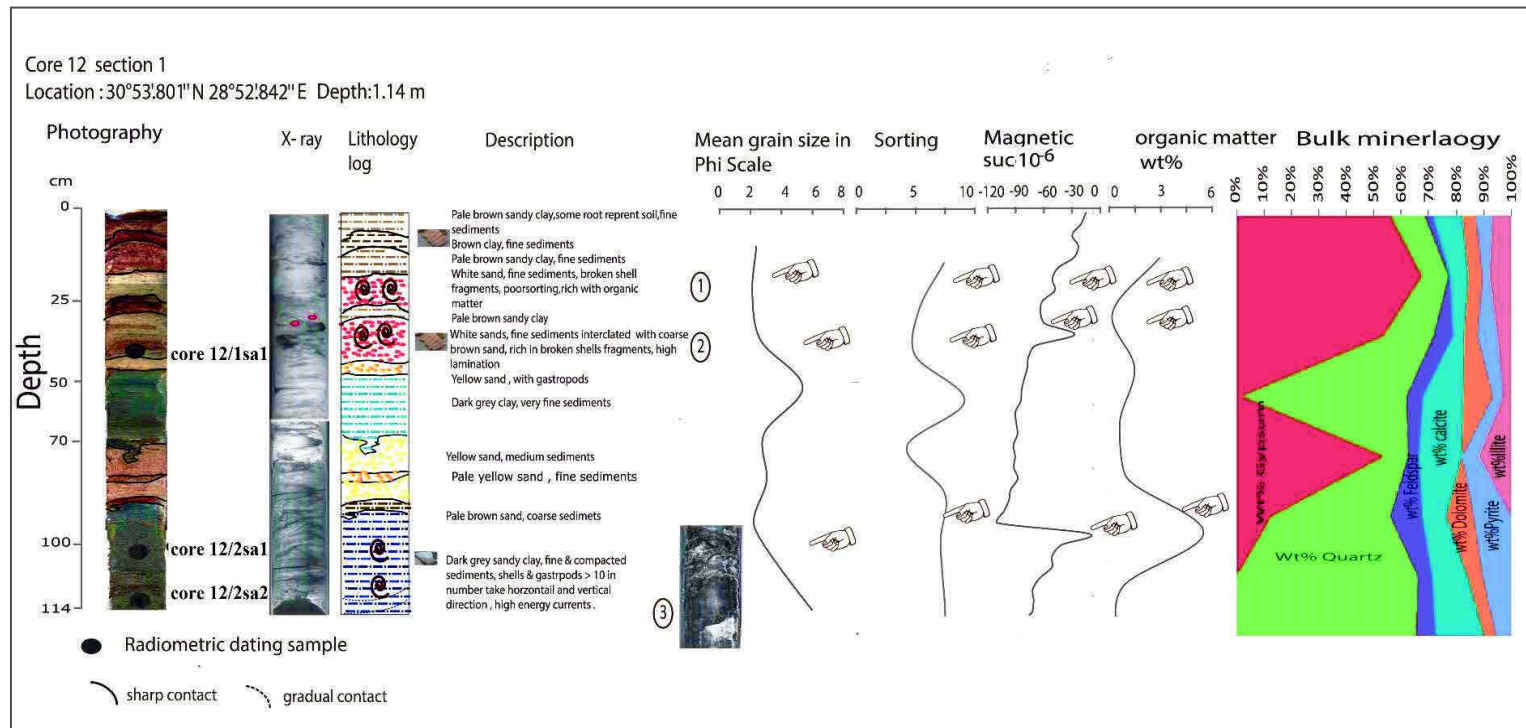 Core 12 section 1
Location : 30°53'.801" N 28°52'.842" E Depth:1.14 m
Photography
X- ray
Lithology
log
Description
Mean grain size in
Phi Scale
Sorting
Magnetic
suc 10-6
organic matter
wt%
Bulk minerlaogy
cm
0 2 4 6 8
0 5 10
-120 -90 -60 -30 0
0 3 6
0% 10% 20% 30% 40% 50% 60% 70% 80% 90% 100%
Depth
0
25
50
70
100
114
core 12/1sa1
core 12/2sa1
core 12/2sa2
Pale brown sandy clay,some root reprent soil,fine
sediments
Brown clay, fine sediments
Pale brown sandy clay, fine sediments
White sand, fine sediments, broken shell
fragments, poorsorting,rich with organic
matter
Pale brown sandy clay
White sands, fine sediments interclated with coarse
brown sand, rich in broken shells fragments, high
lamination
Yellow sand , with gastropods
Dark grey clay, very fine sediments
Yellow sand, medium sediments
Pale yellow sand , fine sediments
Pale brown sand, coarse sedimets
Dark grey sandy clay, fine & compacted
sediments, shells & gastrpods > 10 in
number take horzontail and vertical
direction , high energy currents .
1
2
3
Wt% Gypsum
Wt% Quartz
wt% Feldspar
wt% calcite
wt% Dolomite
wt%Pyrite
wt%Illite
Radiometric dating sample
sharp contact
gradual contact